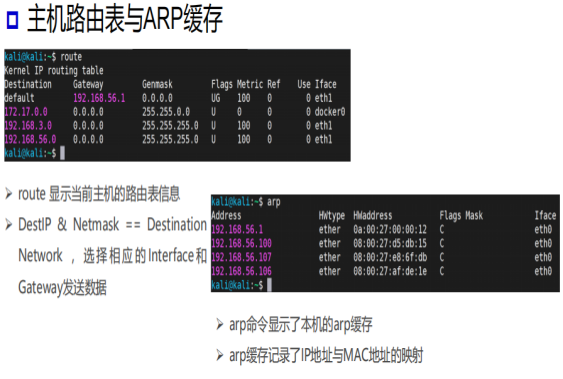 主机路由表与ARP缓存
kali@kali:~$ route
Kernel IP routing table
Destination Gateway Genmask Flags Metric Ref Use Iface
default 192.168.56.1 0.0.0.0 UG 100 0 0 eth1
172.17.0.0 0.0.0.0 255.255.0.0 U 0 0 0 docker0
192.168.3.0 0.0.0.0 255.255.255.0 U 100 0 0 eth1
192.168.56.0 0.0.0.0 255.255.255.0 U 100 0 0 eth1
kali@kali:~$
route 显示当前主机的路由表信息
DestIP & Netmask == Destination
Network ，选择相应的Interface和
Gateway发送数据
kali@kali:~$ arp
Address HWtype HWaddress Flags Mask Iface
192.168.56.1 ether 0a:00:27:00:00:12 C eth0
192.168.56.100 ether 08:00:27:d5:db:15 C eth0
192.168.56.107 ether 08:00:27:e8:6f:db C eth0
192.168.56.106 ether 08:00:27:af:de:1e C eth0
kali@kali:~$
arp命令显示了本机的arp缓存
arp缓存记录了IP地址与MAC地址的映射